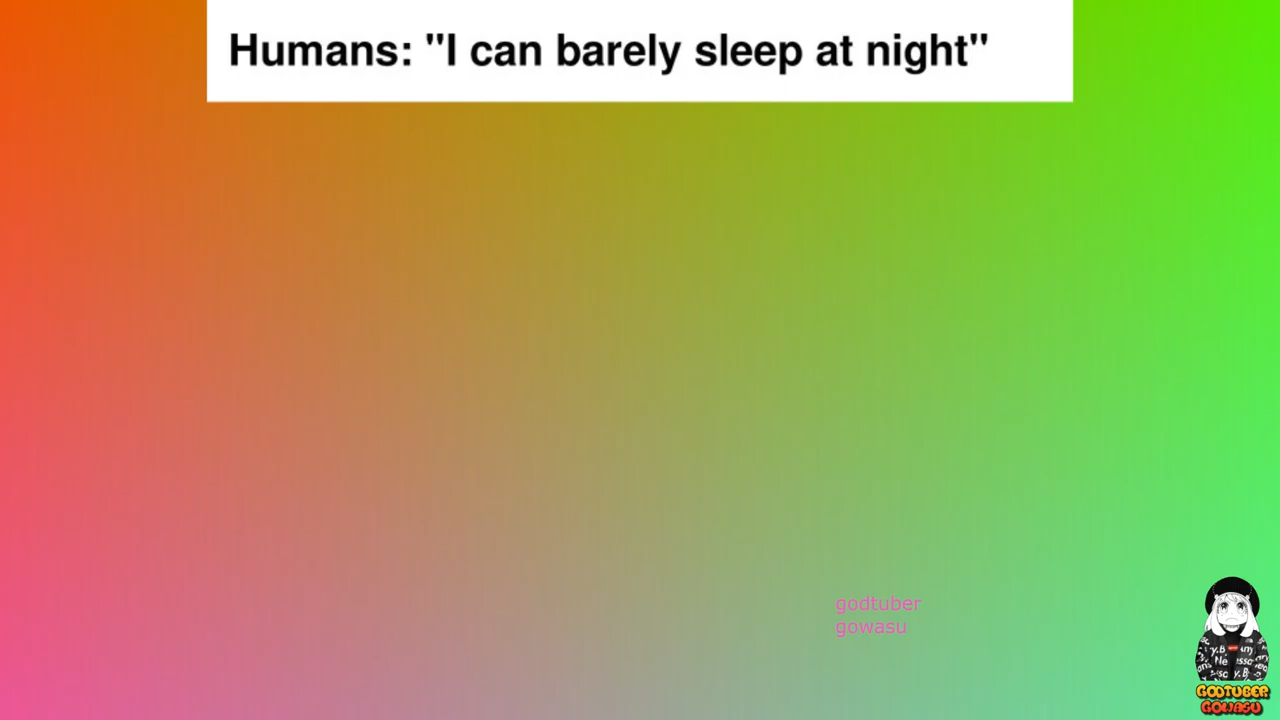 Humans: "I can barely sleep at night"
godtuber
gowasu
GODTUBER
GOWASU